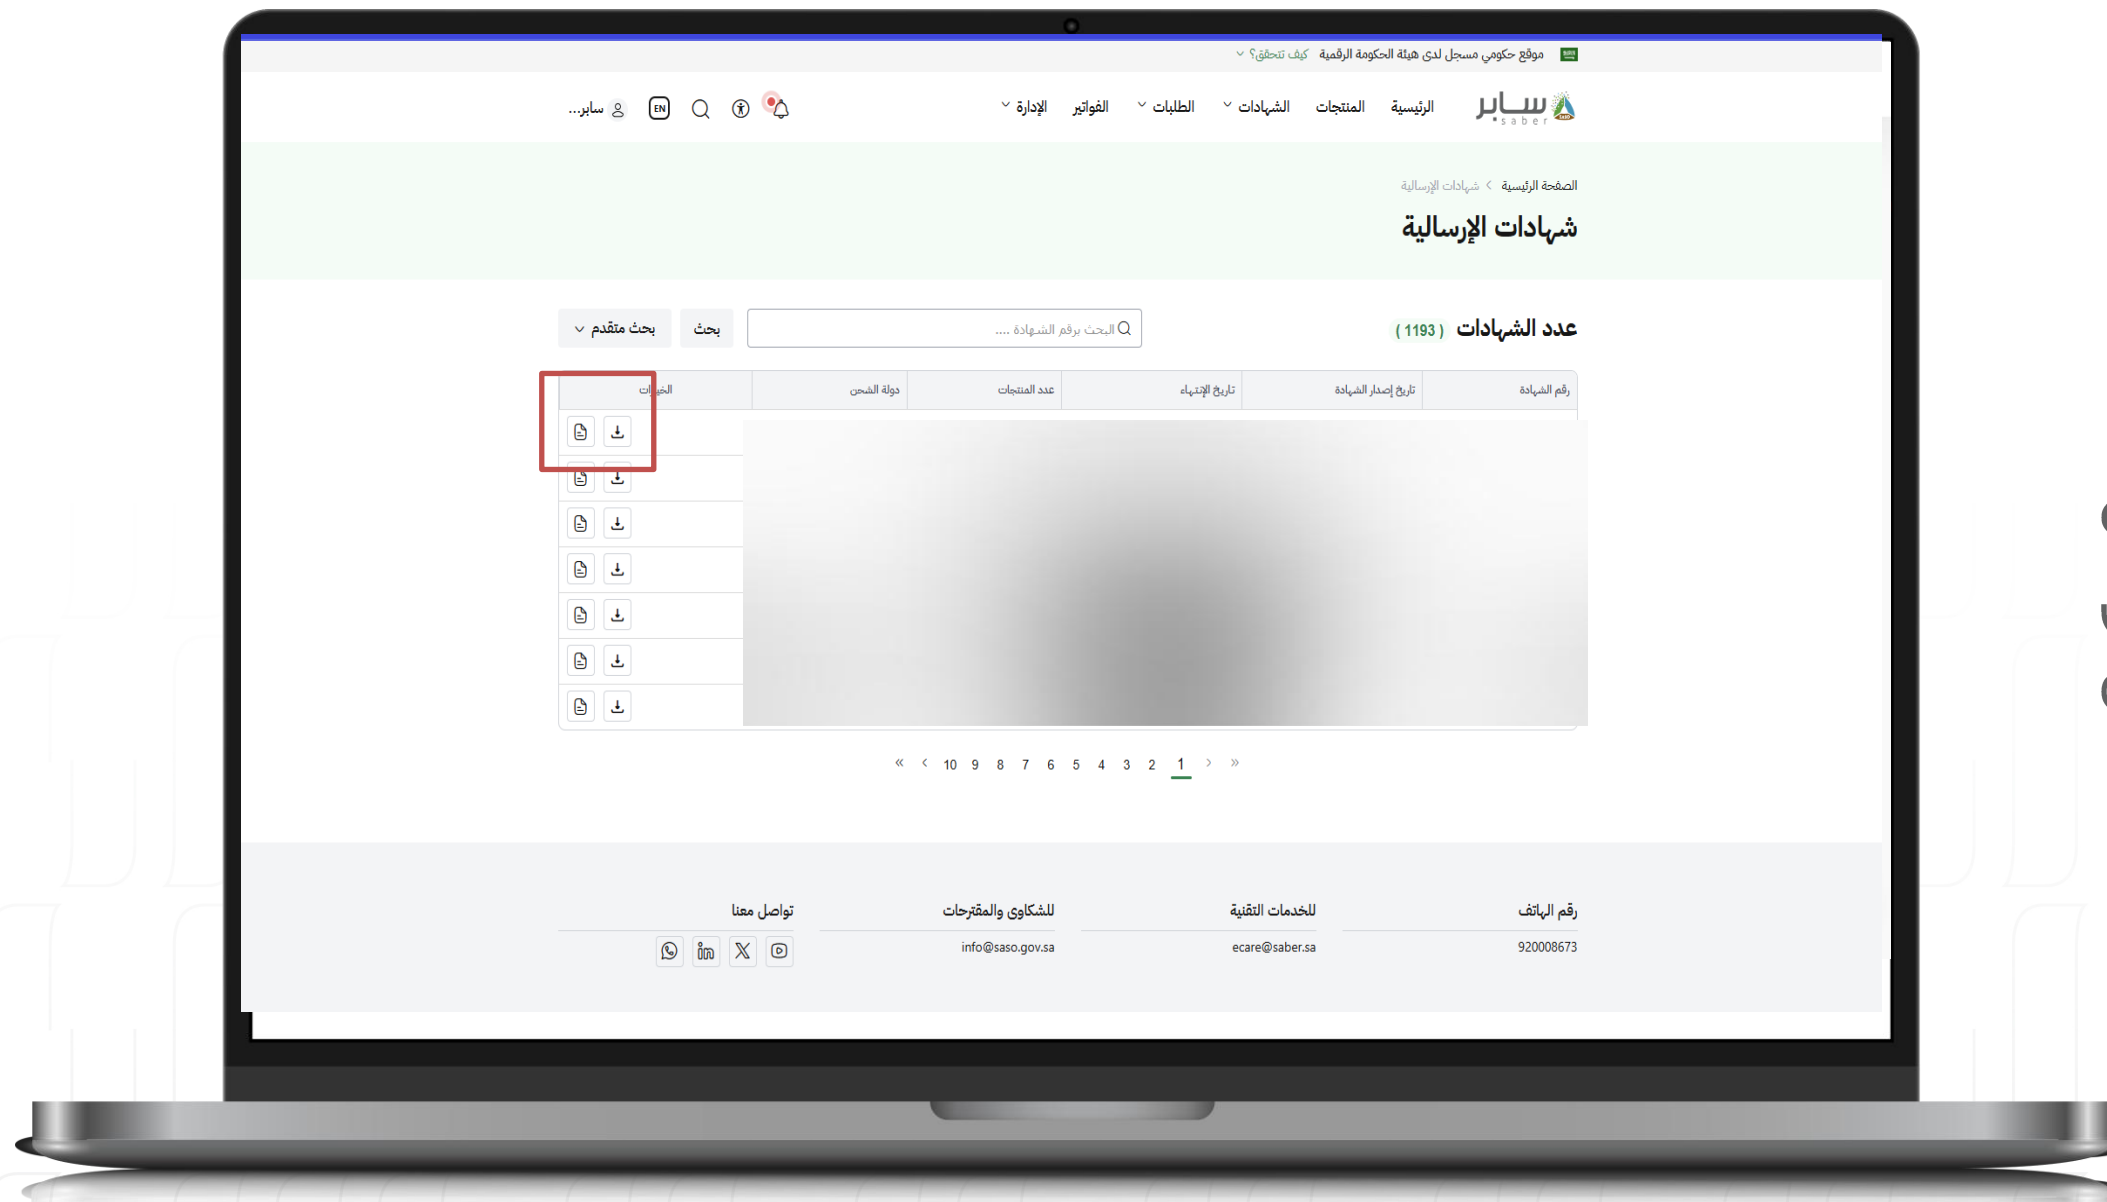 موقع حكومي مسجل لدى هيئة الحكومة الرقمية كيف تتحقق؟
سابر saber SASO
الرئيسية المنتجات الشهادات الطلبات الفواتير الإدارة
EN سابر...
الصفحة الرئيسية > شهادات الإرسالية
شهادات الإرسالية
عدد الشهادات ( 1193 )
البحث برقم الشهادة ....
بحث
بحث متقدم
رقم الشهادة تاريخ إصدار الشهادة تاريخ الإنتهاء عدد المنتجات دولة الشحن الخيارات
« ‹ 10 9 8 7 6 5 4 3 2 1 › »
رقم الهاتف للخدمات التقنية للشكاوى والمقترحات تواصل معنا
920008673 ecare@saber.sa info@saso.gov.sa